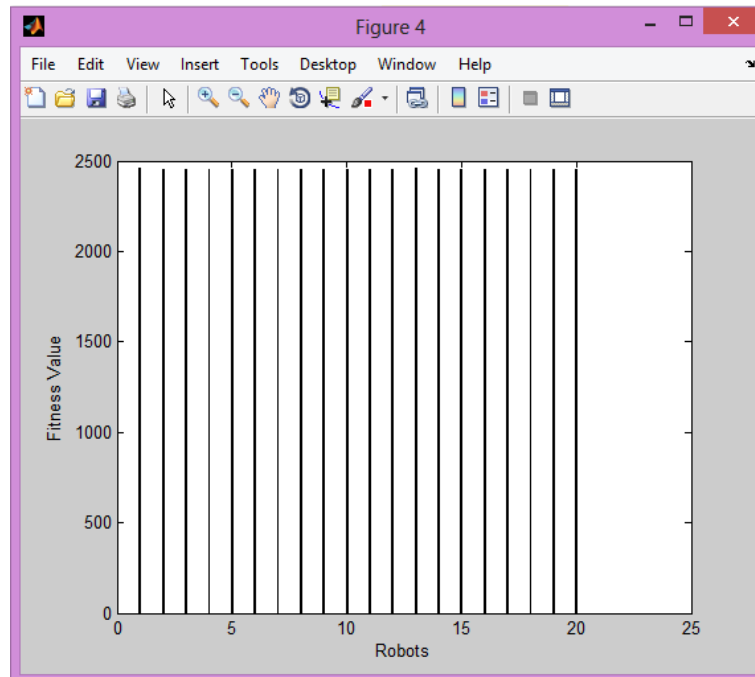 Figure 4
File Edit View Insert Tools Desktop Window Help
2500
2000
1500
1000
500
0
Fitness Value
0 5 10 15 20 25
Robots